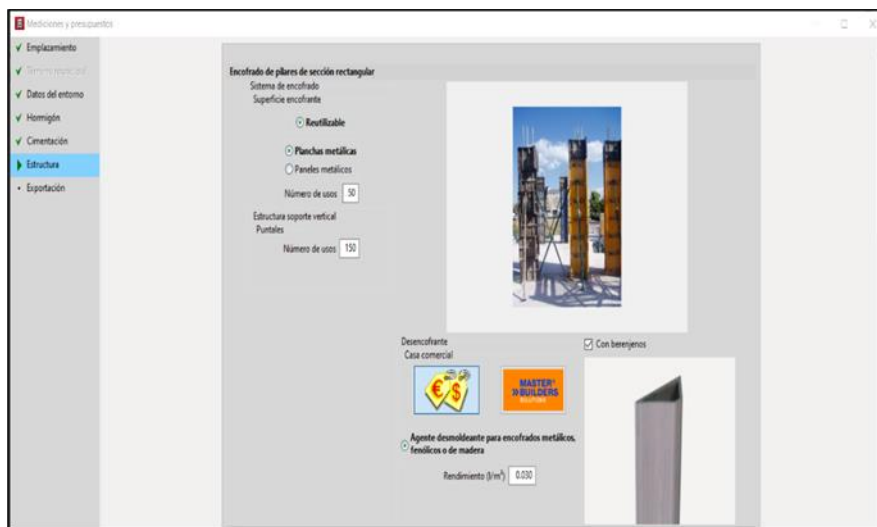 Mediciones y presupuestos
Emplazamiento
Datos del entorno
Hormigón
Cimentación
Estructura
Exportación
Encofrado de pilares de sección rectangular
Sistema de encofrado
Superficie encofrante
Reutilizable
Planchas metálicas
Paneles metálicos
Número de usos 50
Estructura soporte vertical
Puntales
Número de usos 150
Desencofrante
Casa comercial
Con berenjenos
€ $
MASTER
BUILDERS
SOLUTIONS
Agente desmoldeante para encofrados metálicos,
fenólicos o de madera
Rendimiento (l/m²) 0.030